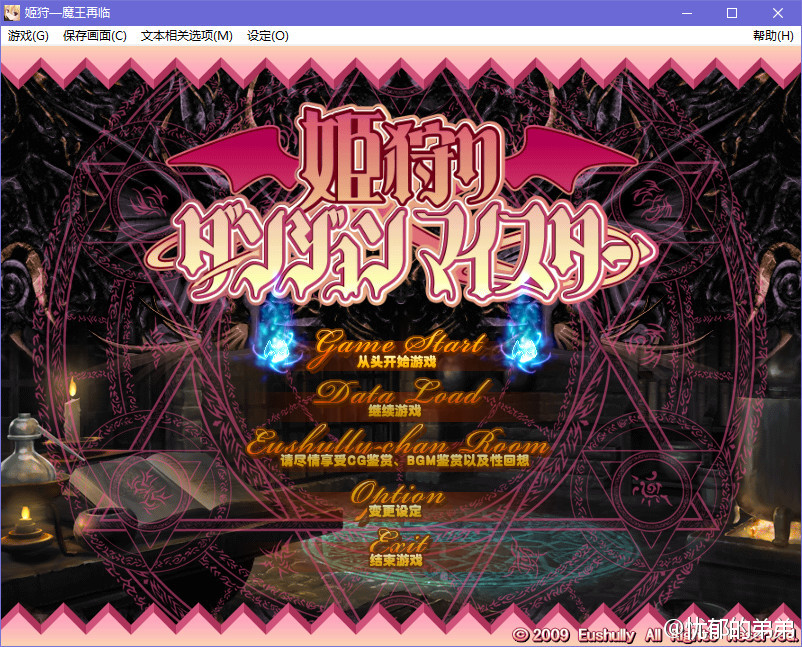 姫狩—魔王再临
游戏(G) 保存画面(C) 文本相关选项(M) 设定(O) 帮助(H)
姫狩り
ダンジョン マイスター
Game Start
从头开始游戏
Data Load
继续游戏
Eushully-chan Room
请尽情享受CG鉴赏、BGM鉴赏以及性回想
Option
变更设定
Exit
结束游戏
© 2009 Eushully All Rights Reserved.
@忧郁的弟弟